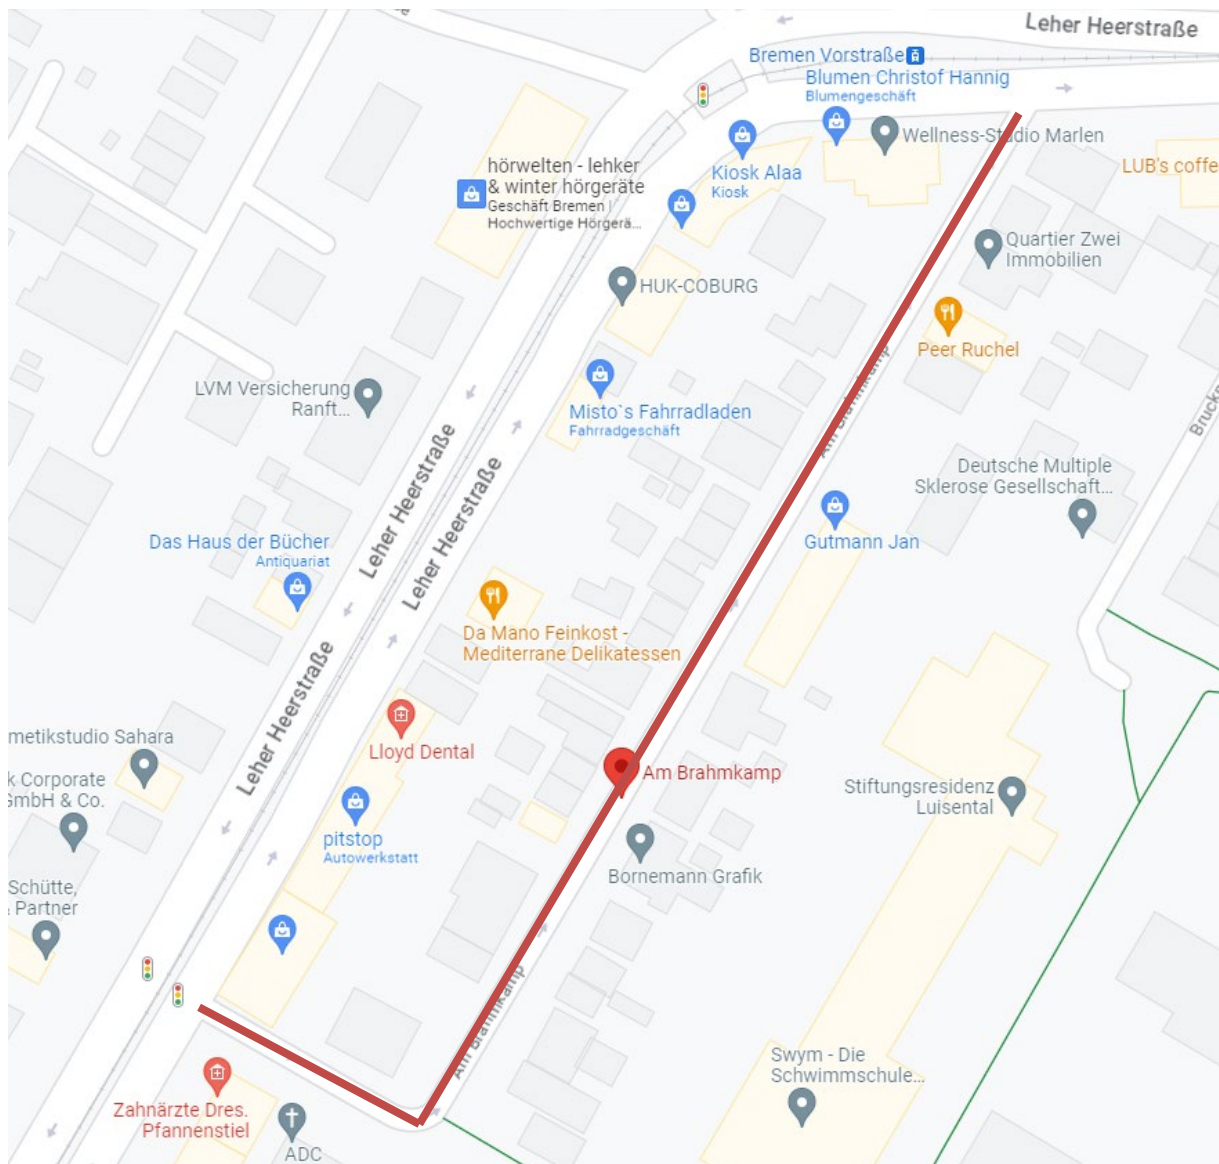 Leher Heerstraße
Bremen Vorstraße
Blumen Christof Hannig
Blumengeschäft
Wellness-Studio Marlen
LUB's coffe
hörwelten - lehker
& winter hörgeräte
Geschäft Bremen |
Hochwertige Hörgerä...
Kiosk Alaa
Kiosk
Quartier Zwei
Immobilien
HUK-COBURG
Peer Ruchel
LVM Versicherung
Ranft...
Misto`s Fahrradladen
Fahrradgeschäft
Am Brahmkamp
Leher Heerstraße
Leher Heerstraße
Deutsche Multiple
Sklerose Gesellschaft...
Das Haus der Bücher
Antiquariat
Gutmann Jan
Da Mano Feinkost -
Mediterrane Delikatessen
Leher Heerstraße
metikstudio Sahara
Lloyd Dental
Am Brahmkamp
k Corporate
GmbH & Co.
Stiftungsresidenz
Luisental
pitstop
Autowerkstatt
Bornemann Grafik
Schütte,
Partner
Am Brahmkamp
Swym - Die
Schwimmschule...
Zahnärzte Dres.
Pfannenstiel
ADC